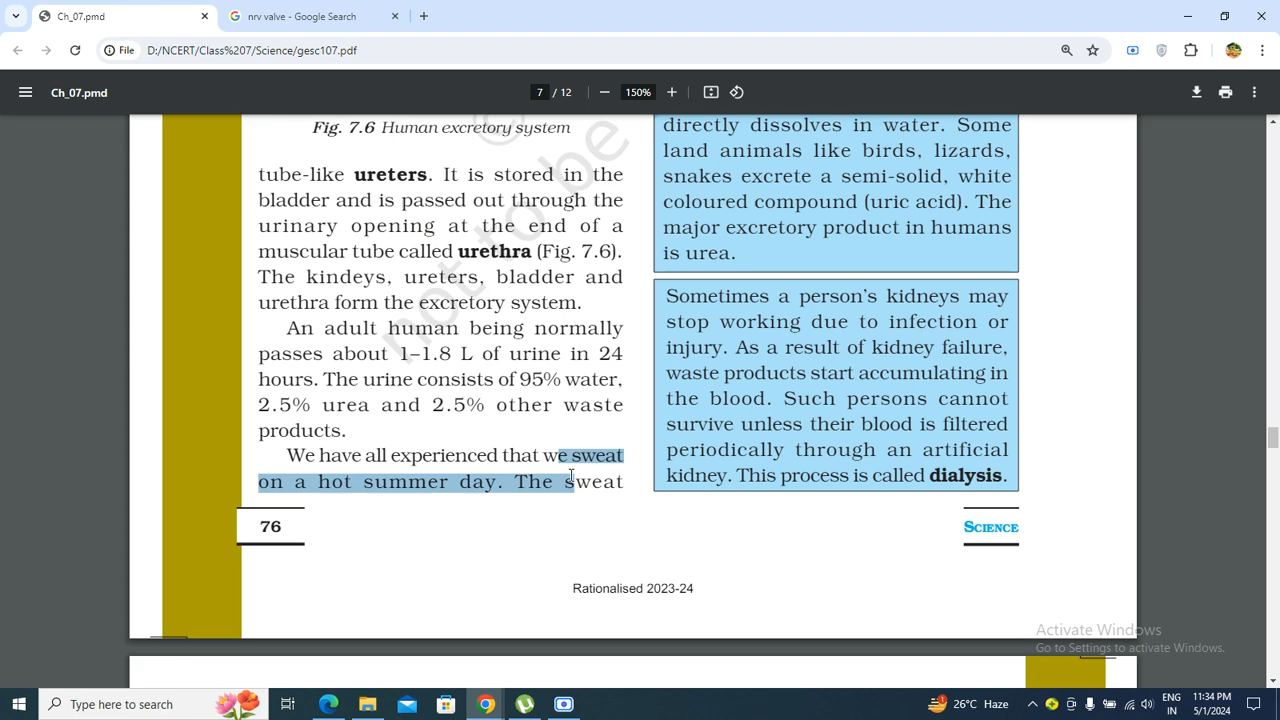 Ch_07.pmd
nrv valve - Google Search
File
D:/NCERT/Class%207/Science/gesc107.pdf
Ch_07.pmd
7 / 12
150%
Fig. 7.6 Human excretory system
tube-like ureters. It is stored in the
bladder and is passed out through the
urinary opening at the end of a
muscular tube called urethra (Fig. 7.6).
The kindeys, ureters, bladder and
urethra form the excretory system.
An adult human being normally
passes about 1–1.8 L of urine in 24
hours. The urine consists of 95% water,
2.5% urea and 2.5% other waste
products.
We have all experienced that we sweat
on a hot summer day. The sweat
directly dissolves in water. Some
land animals like birds, lizards,
snakes excrete a semi-solid, white
coloured compound (uric acid). The
major excretory product in humans
is urea.
Sometimes a person's kidneys may
stop working due to infection or
injury. As a result of kidney failure,
waste products start accumulating in
the blood. Such persons cannot
survive unless their blood is filtered
periodically through an artificial
kidney. This process is called dialysis.
©
not to be
76
SCIENCE
Rationalised 2023-24
Activate Windows
Go to Settings to activate Windows.
Type here to search
26°C Haze
ENG
IN
11:34 PM
5/1/2024